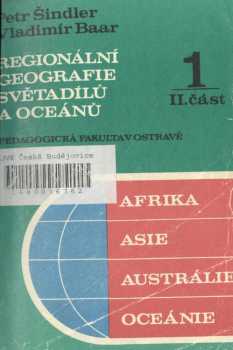 Petr Šindler
Vladimír Baar
REGIONÁLNÍ
GEOGRAFIE
SVĚTADÍLŮ
A OCEÁNŮ
1
II. část
PEDAGOGICKÁ FAKULTA V OSTRAVĚ
JVK České Budějovice
AFRIKA
ASIE
AUSTRÁLIE
OCEÁNIE